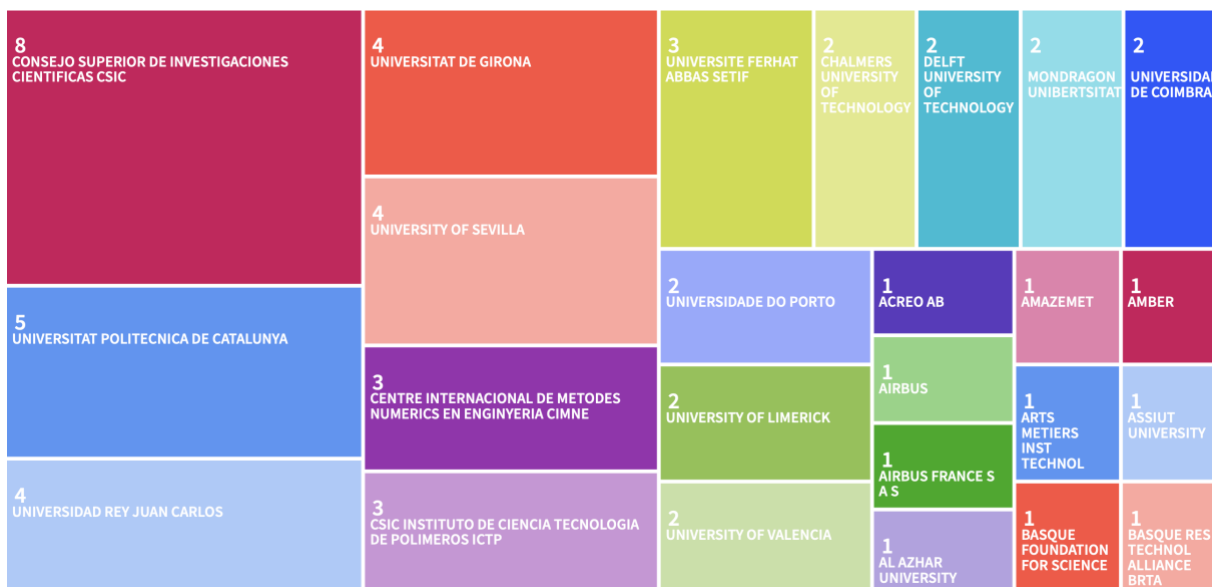 8
CONSEJO SUPERIOR DE INVESTIGACIONES
CIENTIFICAS CSIC
5
UNIVERSITAT POLITECNICA DE CATALUNYA
4
UNIVERSIDAD REY JUAN CARLOS
4
UNIVERSITAT DE GIRONA
4
UNIVERSITY OF SEVILLA
3
CENTRE INTERNACIONAL DE METODES
NUMERICS EN ENGINYERIA CIMNE
3
CSIC INSTITUTO DE CIENCIA TECNOLOGIA
DE POLIMEROS ICTP
3
UNIVERSITE FERHAT
ABBAS SETIF
2
CHALMERS
UNIVERSITY
OF
TECHNOLOGY
2
DELFT
UNIVERSITY
OF
TECHNOLOGY
2
MONDRAGON
UNIBERTSITAT
2
UNIVERSIDA
DE COIMBRA
2
UNIVERSIDADE DO PORTO
2
UNIVERSITY OF LIMERICK
2
UNIVERSITY OF VALENCIA
1
ACREO AB
1
AIRBUS
1
AIRBUS FRANCE S
A S
1
AL AZHAR
UNIVERSITY
1
AMAZEMET
1
ARTS
METIERS
INST
TECHNOL
1
BASQUE
FOUNDATION
FOR SCIENCE
1
AMBER
1
ASSIUT
UNIVERSITY
1
BASQUE RES
TECHNOL
ALLIANCE
BRTA